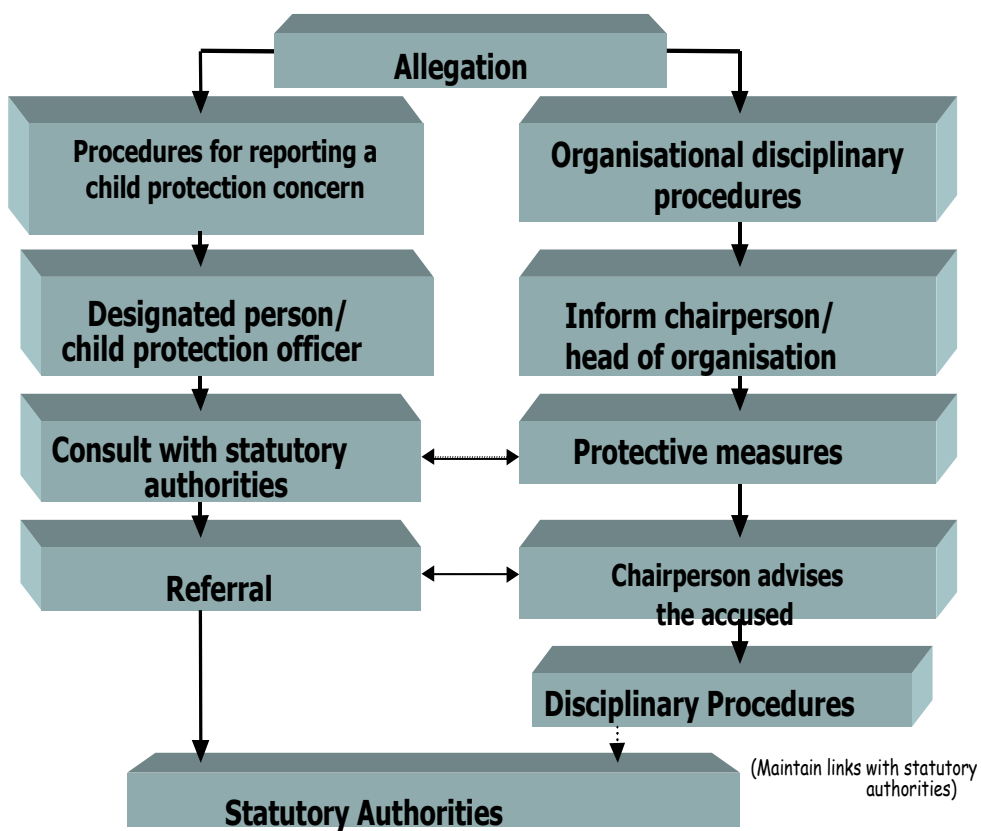 Allegation
Procedures for reporting a
child protection concern
Organisational disciplinary
procedures
Designated person/
child protection officer
Inform chairperson/
head of organisation
Consult with statutory
authorities
Protective measures
Referral
Chairperson advises
the accused
Disciplinary Procedures
(Maintain links with statutory
authorities)
Statutory Authorities